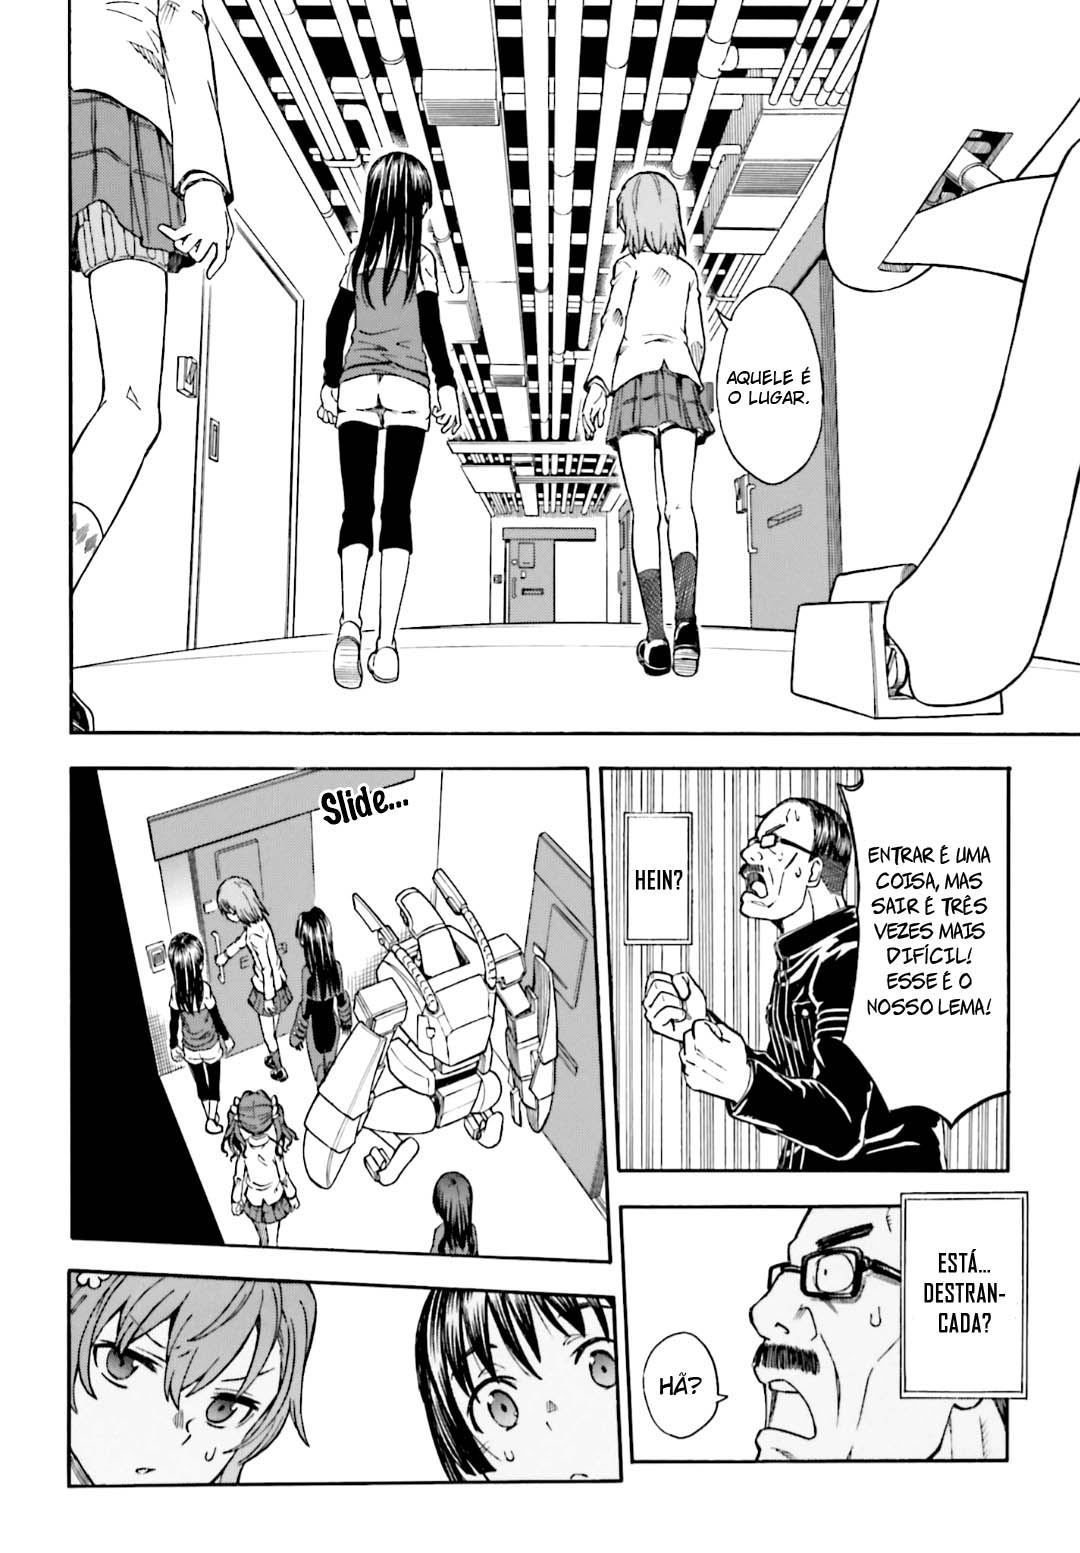 AQUELE É
O LUGAR.
ENTRAR É UMA
COISA, MAS
SAIR É TRÊS
VEZES MAIS
DIFÍCIL!
ESSE É O
NOSSO LEMA!
HEIN?
Slide...
ESTÁ...
DESTRAN-
CADA?
HÃ?